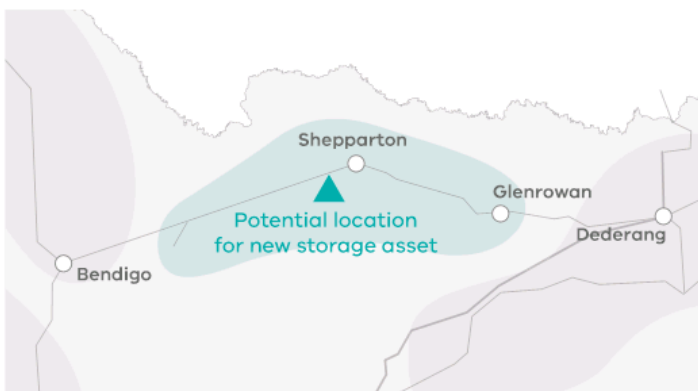 Shepparton
Glenrowan
Potential location
for new storage asset
Dederang
Bendigo